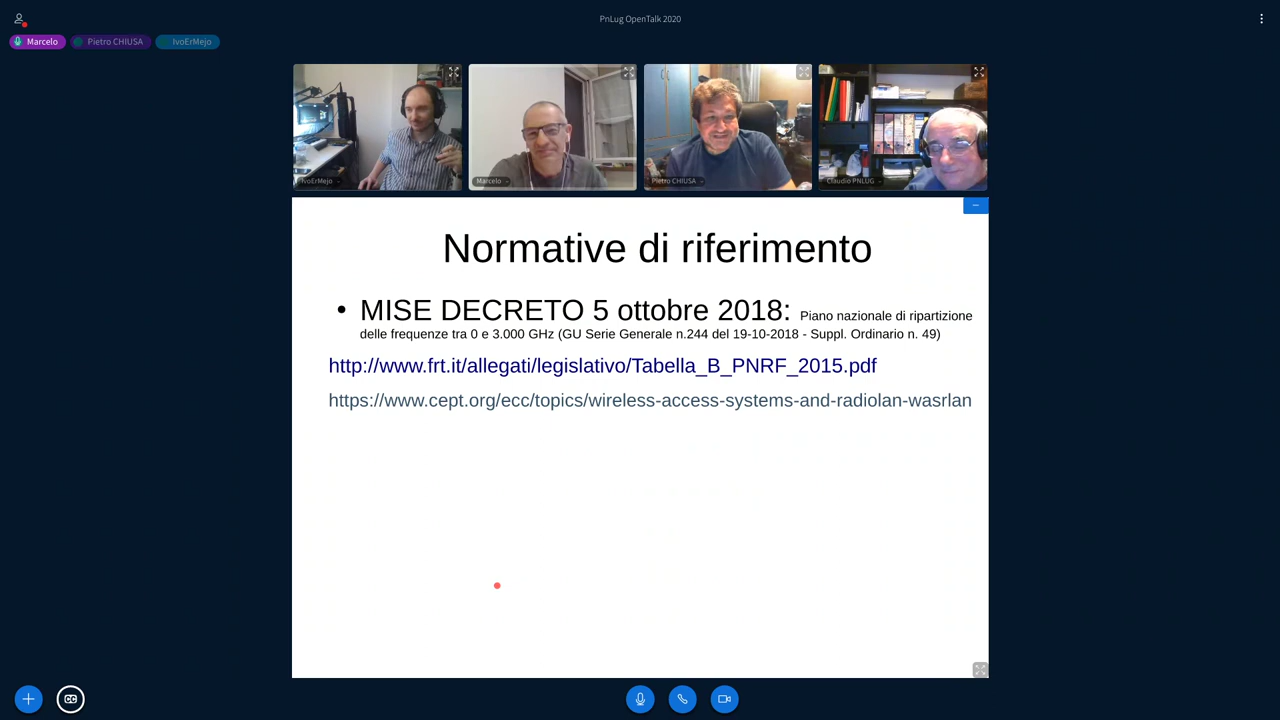 PnLug OpenTalk 2020
Marcelo
Pietro CHIUSA
IvoErMejo
IvoErMejo
Marcelo
Pietro CHIUSA
Claudio PNLUG
Normative di riferimento
• MISE DECRETO 5 ottobre 2018: Piano nazionale di ripartizione
delle frequenze tra 0 e 3.000 GHz (GU Serie Generale n.244 del 19-10-2018 - Suppl. Ordinario n. 49)
http://www.frt.it/allegati/legislativo/Tabella_B_PNRF_2015.pdf
https://www.cept.org/ecc/topics/wireless-access-systems-and-radiolan-wasrlan
CC